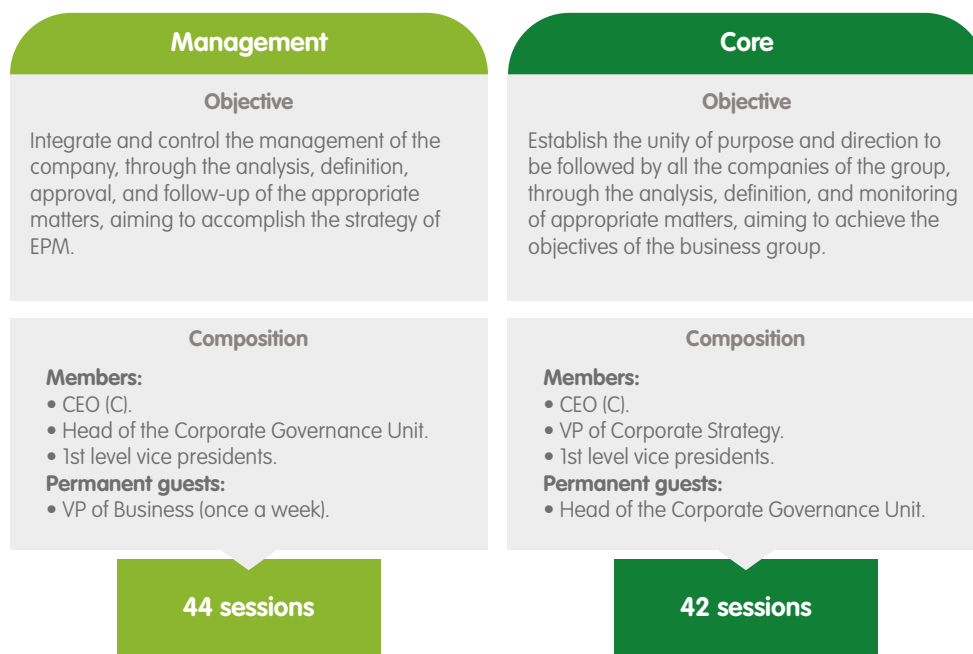 Management
Objective
Integrate and control the management of the
company, through the analysis, definition,
approval, and follow-up of the appropriate
matters, aiming to accomplish the strategy of
EPM.
Composition
Members:
• CEO (C).
• Head of the Corporate Governance Unit.
• 1st level vice presidents.
Permanent guests:
• VP of Business (once a week).
44 sessions
Core
Objective
Establish the unity of purpose and direction to
be followed by all the companies of the group,
through the analysis, definition, and monitoring
of appropriate matters, aiming to achieve the
objectives of the business group.
Composition
Members:
• CEO (C).
• VP of Corporate Strategy.
• 1st level vice presidents.
Permanent guests:
• Head of the Corporate Governance Unit.
42 sessions